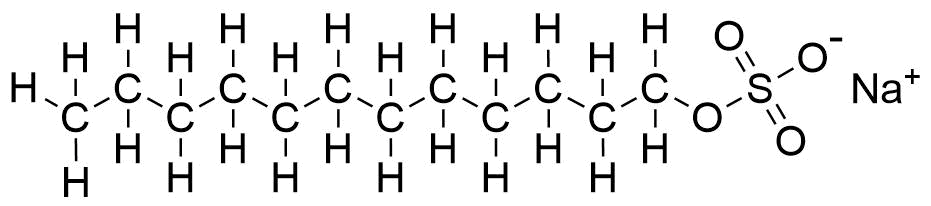 H H H H H H O
H H H H H H O-
H C C C C C C S Na+
C C C C C C O
H H H H H H O
H H H H H H